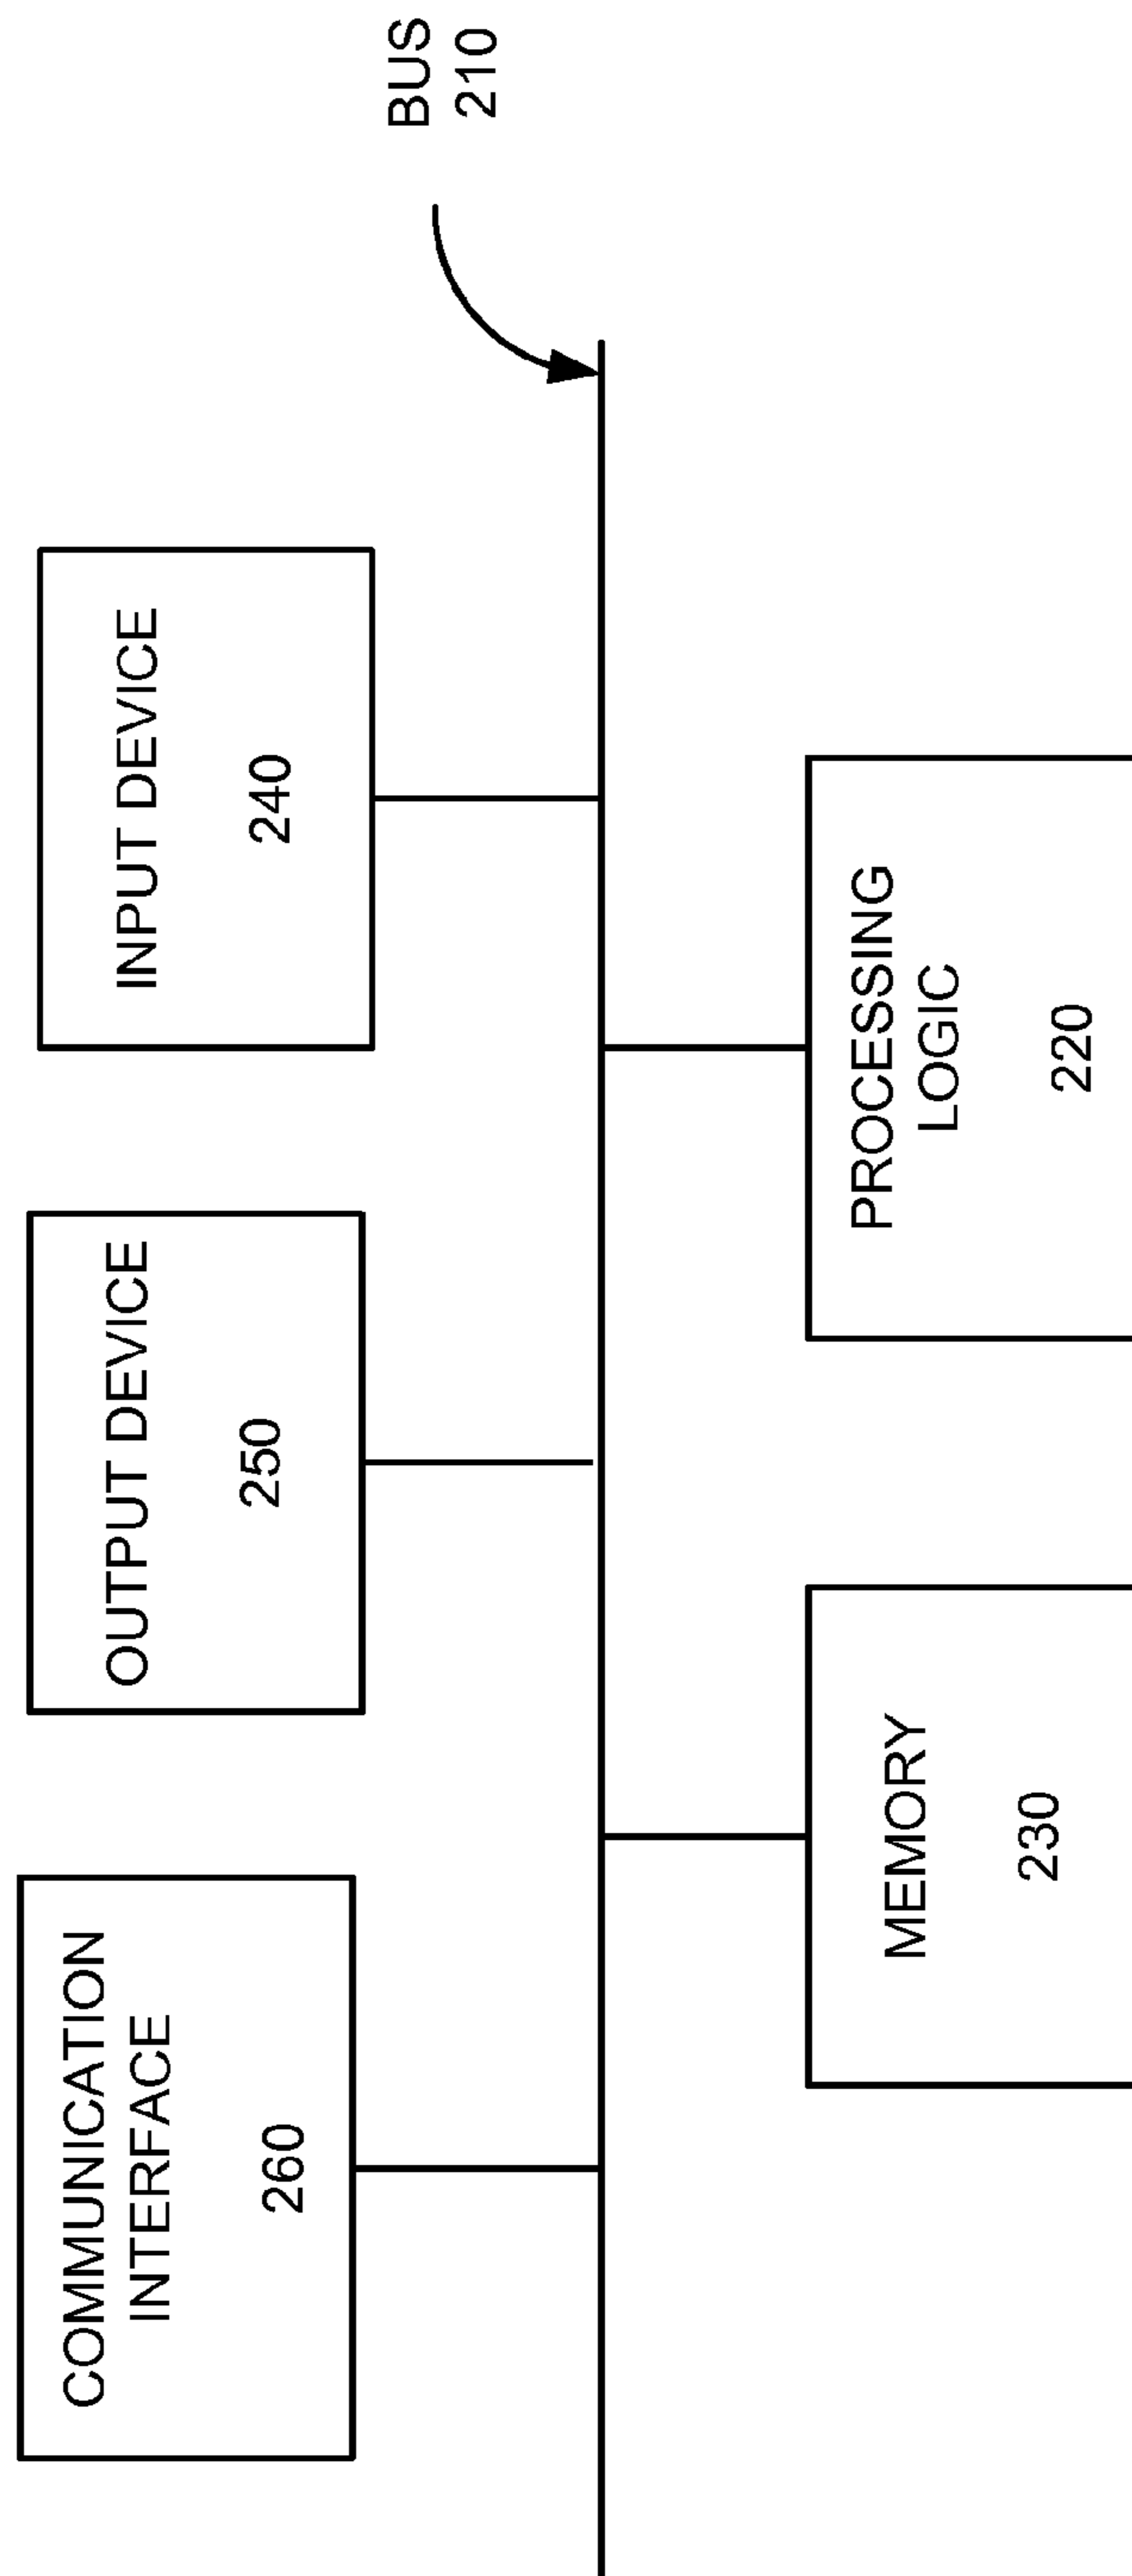 COMMUNICATION
INTERFACE
260
OUTPUT DEVICE
250
INPUT DEVICE
240
BUS
210
MEMORY
230
PROCESSING
LOGIC
220